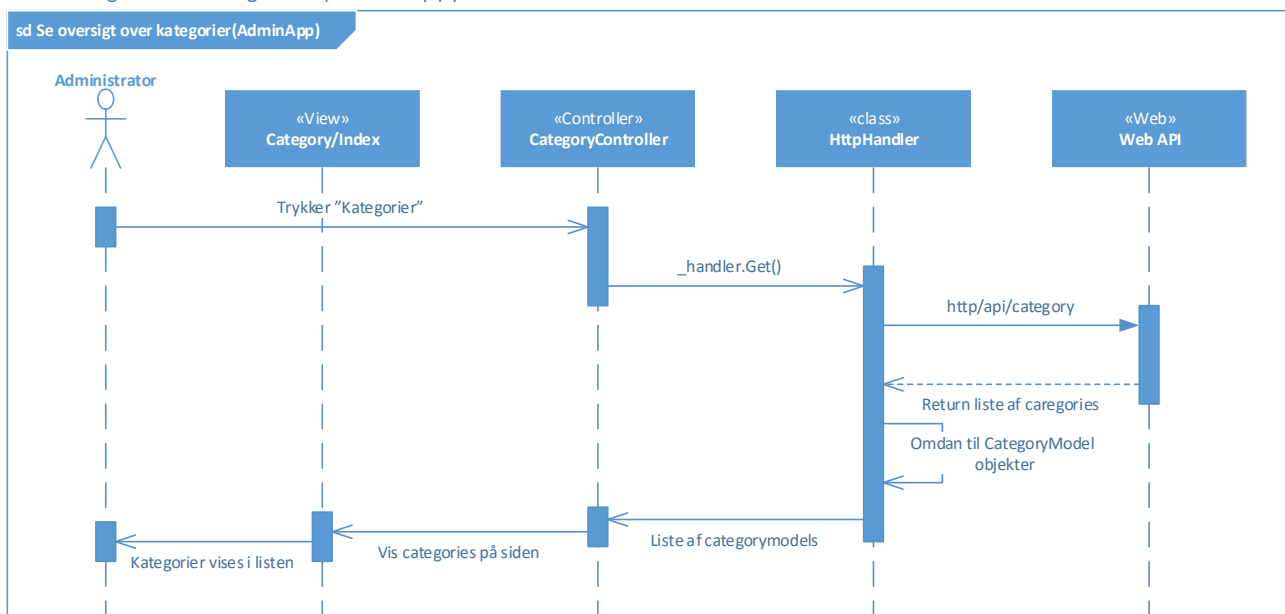 sd Se oversigt over kategorier(AdminApp)
Administrator
«View»
Category/Index
«Controller»
CategoryController
«class»
HttpHandler
«Web»
Web API
Trykker ”Kategorier”
_handler.Get()
http/api/category
Return liste af caregories
Omdan til CategoryModel
objekter
Liste af categorymodels
Vis categories på siden
Kategorier vises i listen